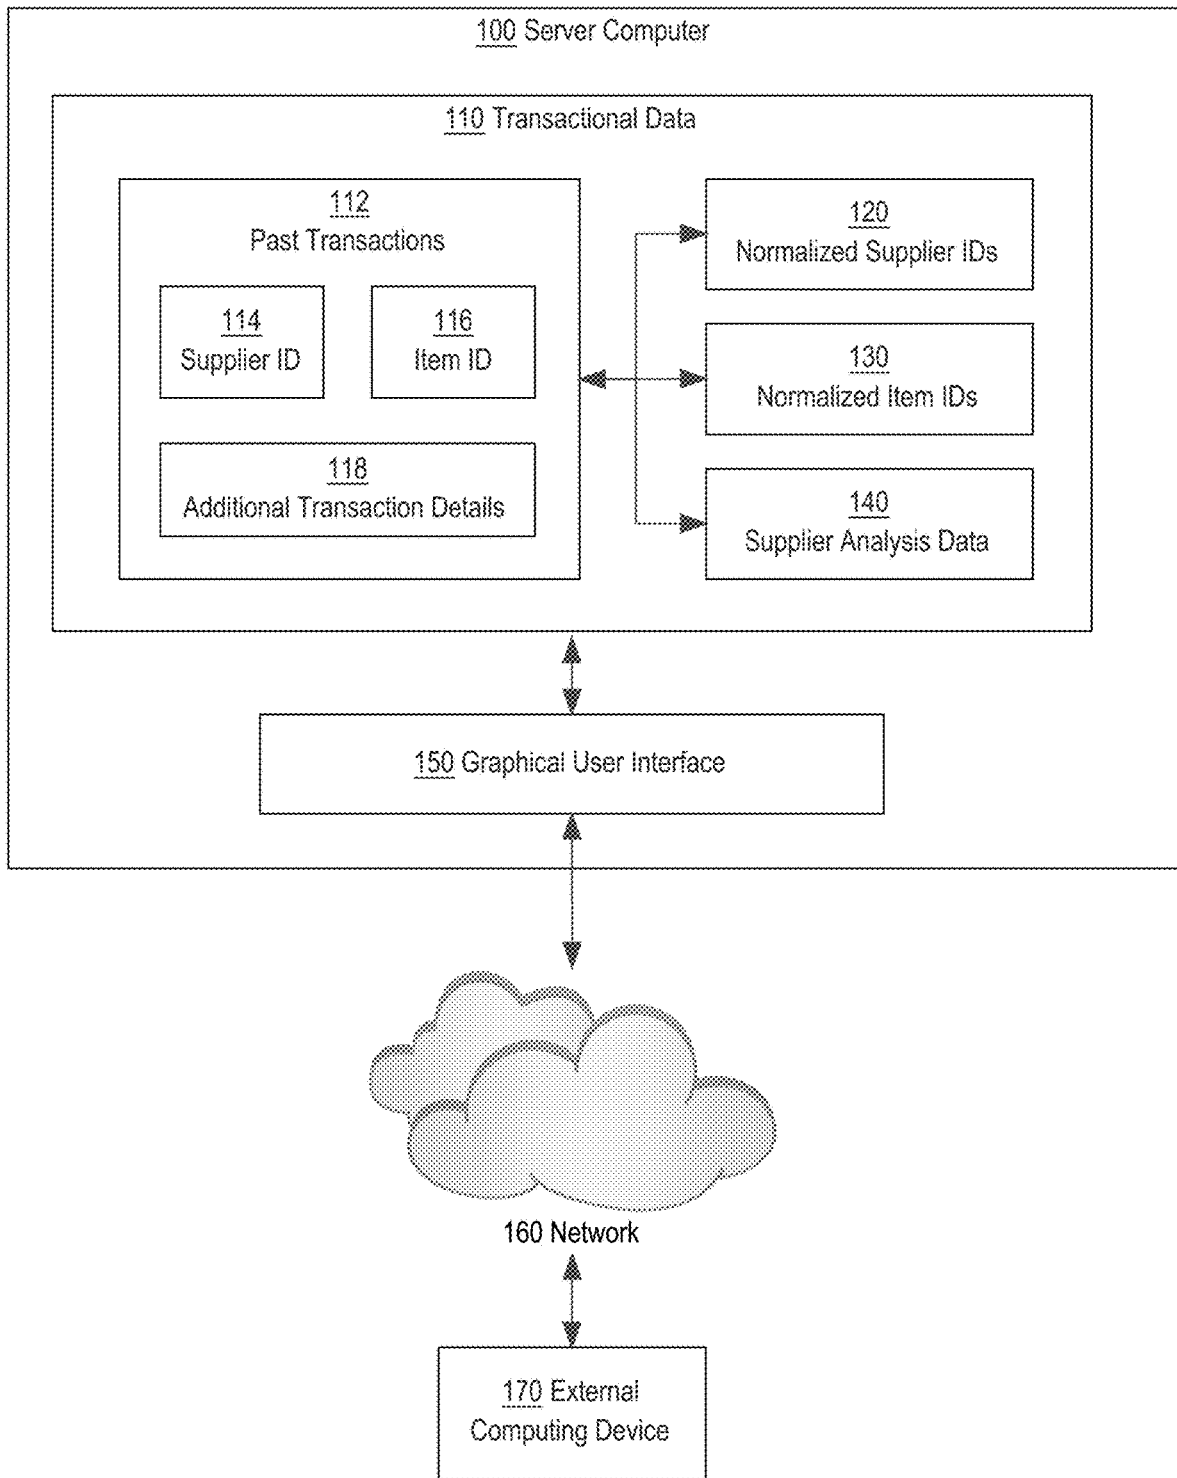 100 Server Computer
110 Transactional Data
112
Past Transactions
114
Supplier ID
116
Item ID
118
Additional Transaction Details
120
Normalized Supplier IDs
130
Normalized Item IDs
140
Supplier Analysis Data
150 Graphical User Interface
160 Network
170 External
Computing Device